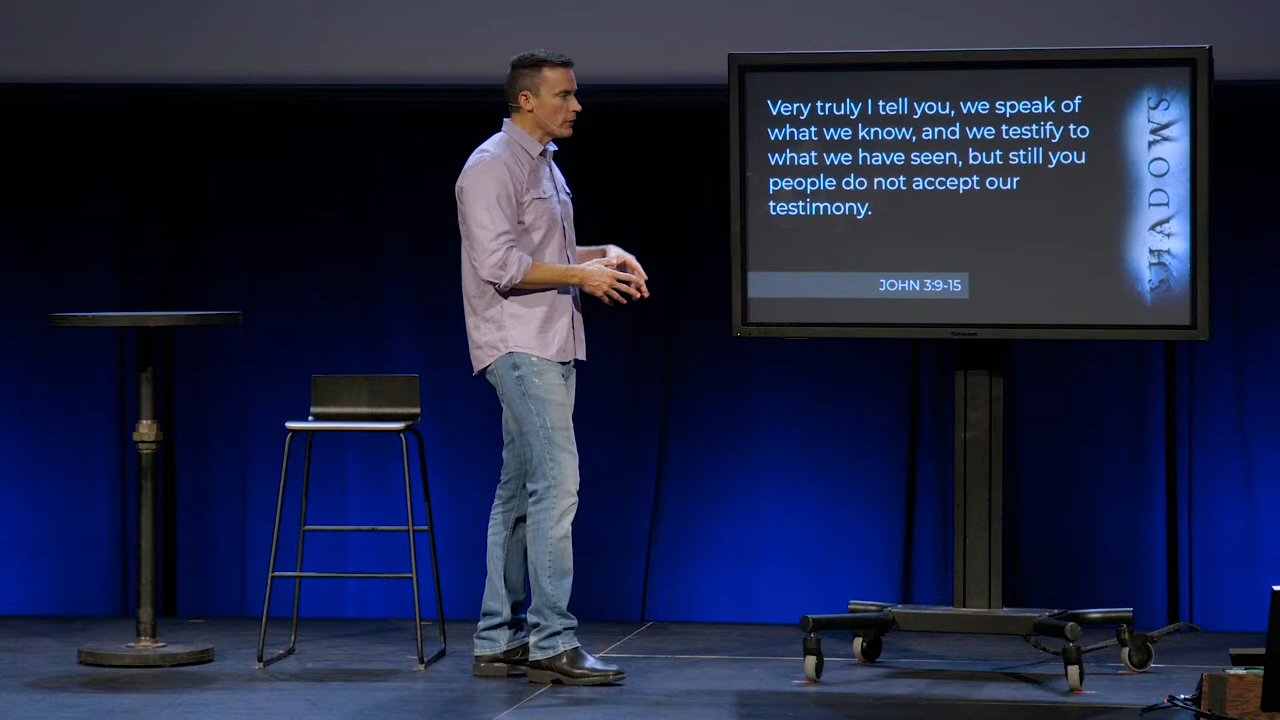 Very truly I tell you, we speak of
what we know, and we testify to
what we have seen, but still you
people do not accept our
testimony.
JOHN 3:9-15
SHADOWS